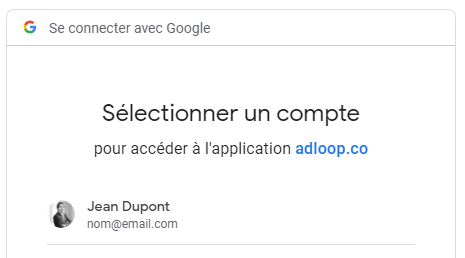 Se connecter avec Google
Sélectionner un compte
pour accéder à l'application adloop.co
Jean Dupont
nom@email.com